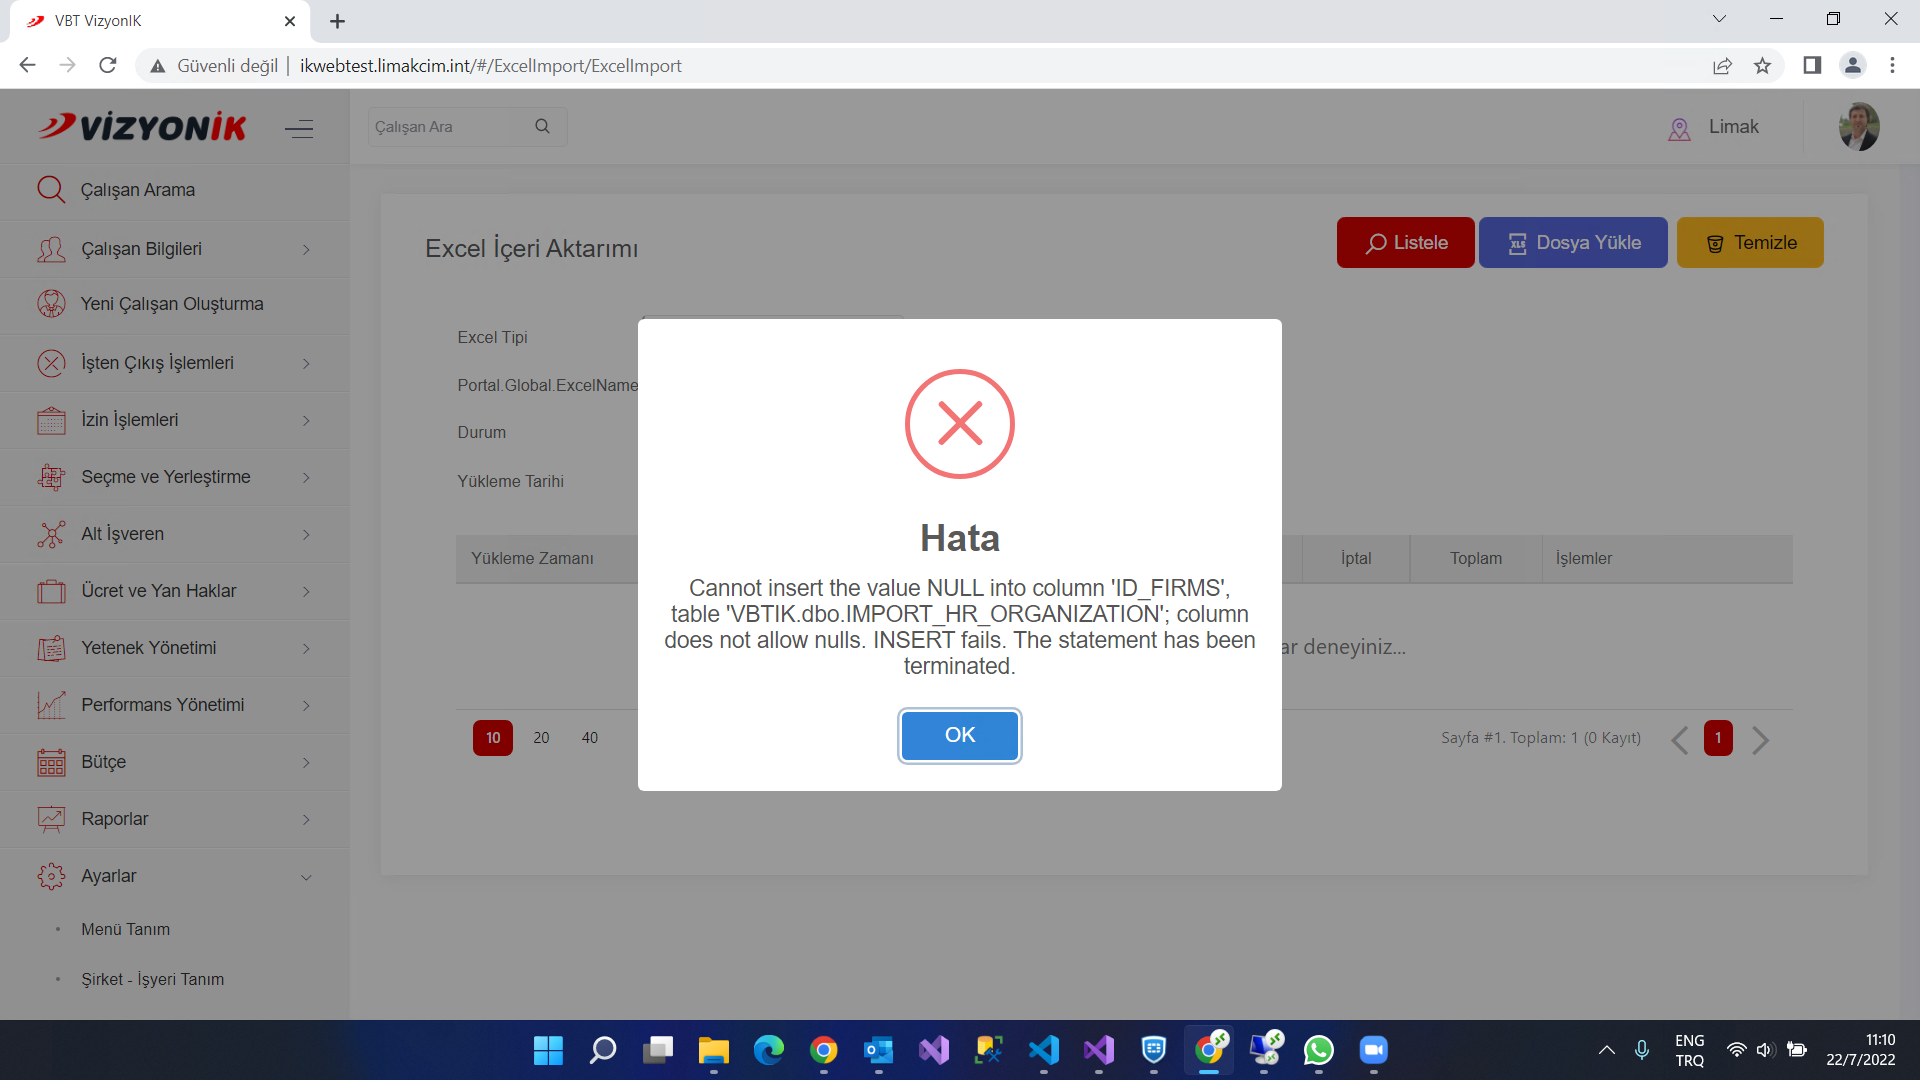 VBT VizyonIK
Güvenli değil
ikwebtest.limakcim.int/#/ExcelImport/ExcelImport
VİZYONİK
Çalışan Ara
Limak
Çalışan Arama
Çalışan Bilgileri
Yeni Çalışan Oluşturma
İşten Çıkış İşlemleri
İzin İşlemleri
Seçme ve Yerleştirme
Alt İşveren
Ücret ve Yan Haklar
Yetenek Yönetimi
Performans Yönetimi
Bütçe
Raporlar
Ayarlar
Menü Tanım
Şirket - İşyeri Tanım
Excel İçeri Aktarımı
Listele
XLS
Dosya Yükle
Temizle
Excel Tipi
Portal.Global.ExcelName
Durum
Yükleme Tarihi
Yükleme Zamanı
İptal
Toplam
İşlemler
ar deneyiniz...
10 20 40
Sayfa #1. Toplam: 1 (0 Kayıt)
1
Hata
Cannot insert the value NULL into column 'ID_FIRMS',
table 'VBTIK.dbo.IMPORT_HR_ORGANIZATION'; column
does not allow nulls. INSERT fails. The statement has been
terminated.
OK
ENG
TRQ
11:10
22/7/2022